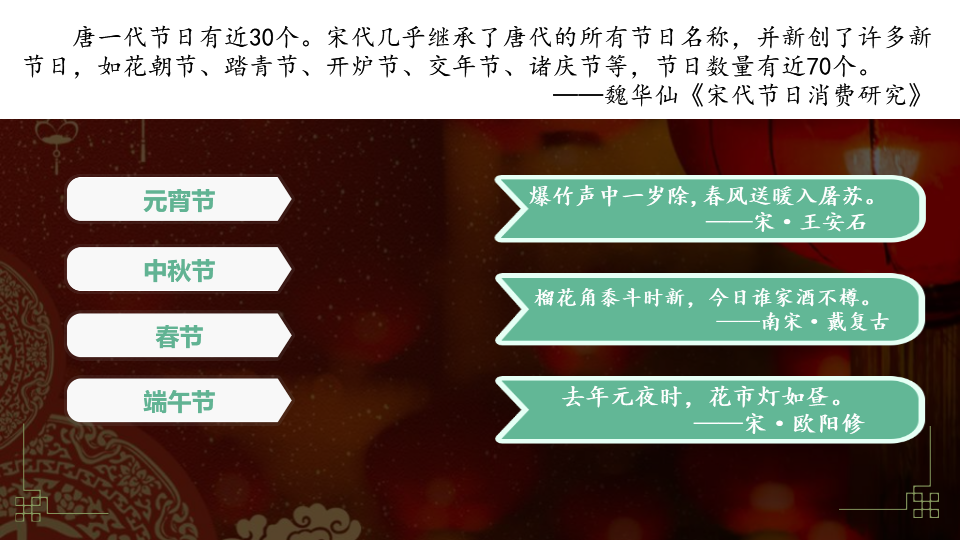 唐一代节日有近30个。宋代几乎继承了唐代的所有节日名称，并新创了许多新
节日，如花朝节、踏青节、开炉节、交年节、诸庆节等，节日数量有近70个。
——魏华仙《宋代节日消费研究》
元宵节
中秋节
春节
端午节
爆竹声中一岁除,春风送暖入屠苏。
——宋·王安石
榴花角黍斗时新，今日谁家酒不樽。
——南宋·戴复古
去年元夜时，花市灯如昼。
——宋·欧阳修